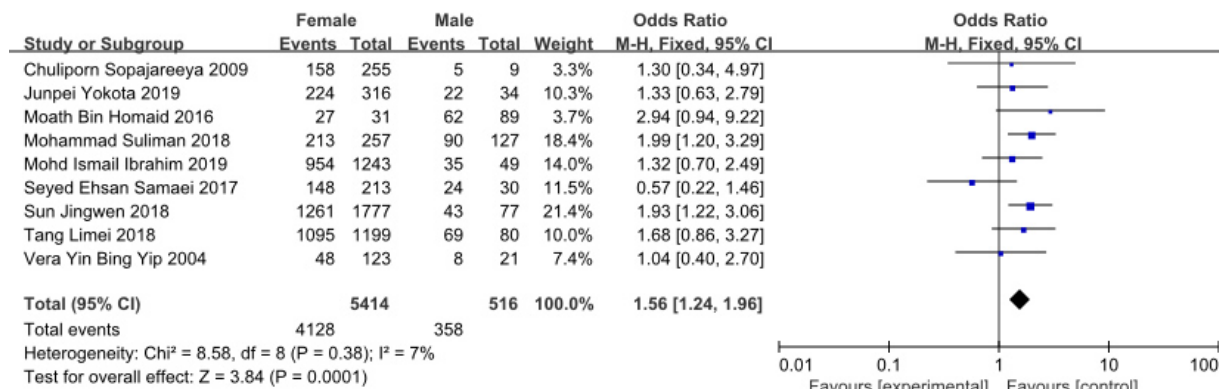 Female Male Odds Ratio Odds Ratio
Study or Subgroup Events Total Events Total Weight M-H, Fixed, 95% CI M-H, Fixed, 95% CI
Chuliporn Sopajareeya 2009 158 255 5 9 3.3% 1.30 [0.34, 4.97]
Junpei Yokota 2019 224 316 22 34 10.3% 1.33 [0.63, 2.79]
Moath Bin Homaid 2016 27 31 62 89 3.7% 2.94 [0.94, 9.22]
Mohammad Suliman 2018 213 257 90 127 18.4% 1.99 [1.20, 3.29]
Mohd Ismail Ibrahim 2019 954 1243 35 49 14.0% 1.32 [0.70, 2.49]
Seyed Ehsan Samaei 2017 148 213 24 30 11.5% 0.57 [0.22, 1.46]
Sun Jingwen 2018 1261 1777 43 77 21.4% 1.93 [1.22, 3.06]
Tang Limei 2018 1095 1199 69 80 10.0% 1.68 [0.86, 3.27]
Vera Yin Bing Yip 2004 48 123 8 21 7.4% 1.04 [0.40, 2.70]
Total (95% CI) 5414 516 100.0% 1.56 [1.24, 1.96]
Total events 4128 358
Heterogeneity: Chi² = 8.58, df = 8 (P = 0.38); I² = 7%
Test for overall effect: Z = 3.84 (P = 0.0001)
0.01 0.1 1 10 100
Favours [experimental] Favours [control]